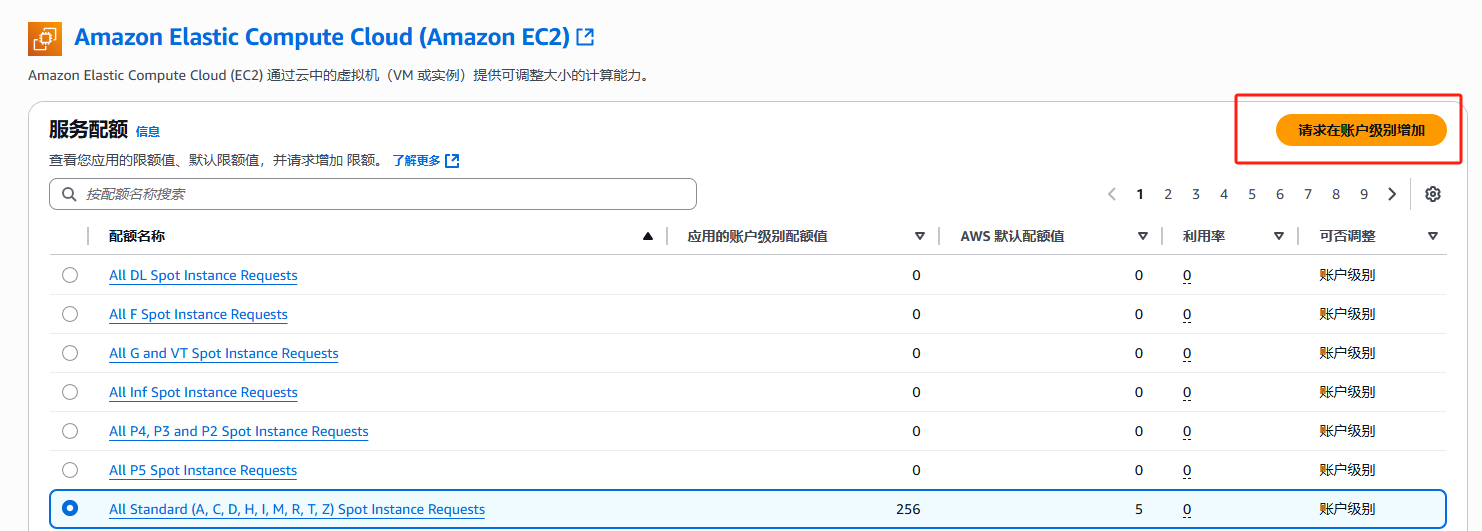 Amazon Elastic Compute Cloud (Amazon EC2)
Amazon Elastic Compute Cloud (EC2) 通过云中的虚拟机（VM 或实例）提供可调整大小的计算能力。
服务配额 信息
请求在账户级别增加
查看您应用的限额值、默认限额值，并请求增加 限额。 了解更多
按配额名称搜索
1 2 3 4 5 6 7 8 9
配额名称 应用的账户级别配额值 AWS 默认配额值 利用率 可否调整
All DL Spot Instance Requests 0 0 0 账户级别
All F Spot Instance Requests 0 0 0 账户级别
All G and VT Spot Instance Requests 0 0 0 账户级别
All Inf Spot Instance Requests 0 0 0 账户级别
All P4, P3 and P2 Spot Instance Requests 0 0 0 账户级别
All P5 Spot Instance Requests 0 0 0 账户级别
All Standard (A, C, D, H, I, M, R, T, Z) Spot Instance Requests 256 5 0 账户级别